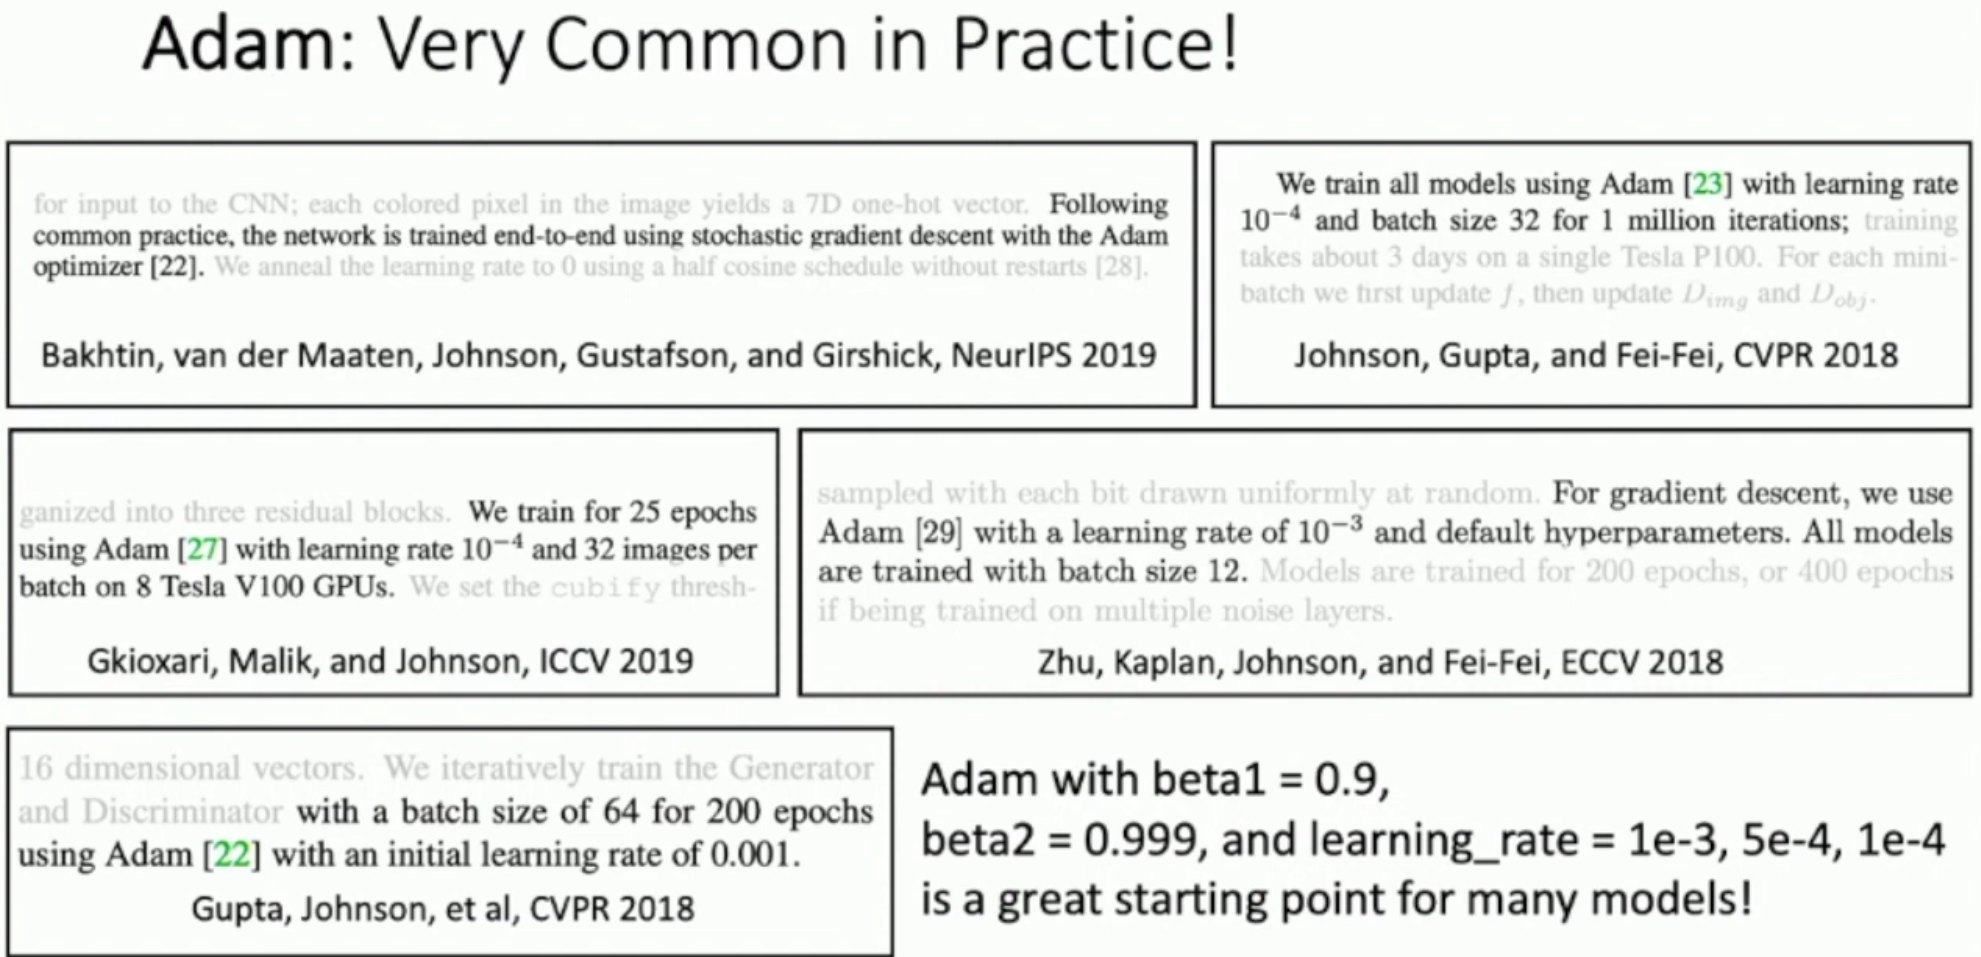 Adam: Very Common in Practice!
for input to the CNN; each colored pixel in the image yields a 7D one-hot vector. Following
common practice, the network is trained end-to-end using stochastic gradient descent with the Adam
optimizer [22]. We anneal the learning rate to 0 using a half cosine schedule without restarts [28].
Bakhtin, van der Maaten, Johnson, Gustafson, and Girshick, NeurIPS 2019
We train all models using Adam [23] with learning rate
10⁻⁴ and batch size 32 for 1 million iterations; training
takes about 3 days on a single Tesla P100. For each mini-
batch we first update f, then update D_img and D_obj.
Johnson, Gupta, and Fei-Fei, CVPR 2018
ganized into three residual blocks. We train for 25 epochs
using Adam [27] with learning rate 10⁻⁴ and 32 images per
batch on 8 Tesla V100 GPUs. We set the cubify thresh-
Gkioxari, Malik, and Johnson, ICCV 2019
sampled with each bit drawn uniformly at random. For gradient descent, we use
Adam [29] with a learning rate of 10⁻³ and default hyperparameters. All models
are trained with batch size 12. Models are trained for 200 epochs, or 400 epochs
if being trained on multiple noise layers.
Zhu, Kaplan, Johnson, and Fei-Fei, ECCV 2018
16 dimensional vectors. We iteratively train the Generator
and Discriminator with a batch size of 64 for 200 epochs
using Adam [22] with an initial learning rate of 0.001.
Gupta, Johnson, et al, CVPR 2018
Adam with beta1 = 0.9,
beta2 = 0.999, and learning_rate = 1e-3, 5e-4, 1e-4
is a great starting point for many models!